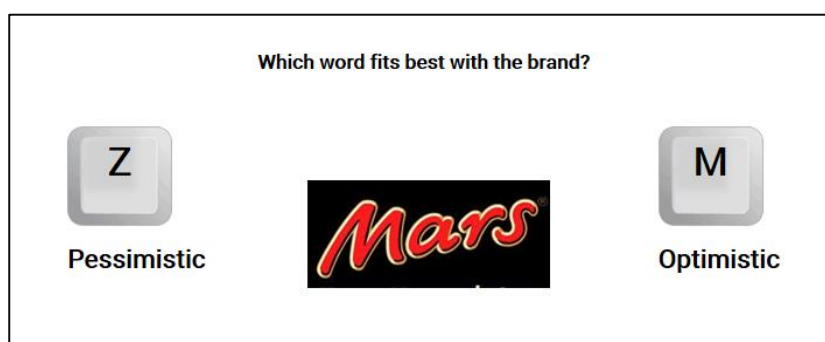 Which word fits best with the brand?
Z
M
Mars®
Pessimistic
Optimistic